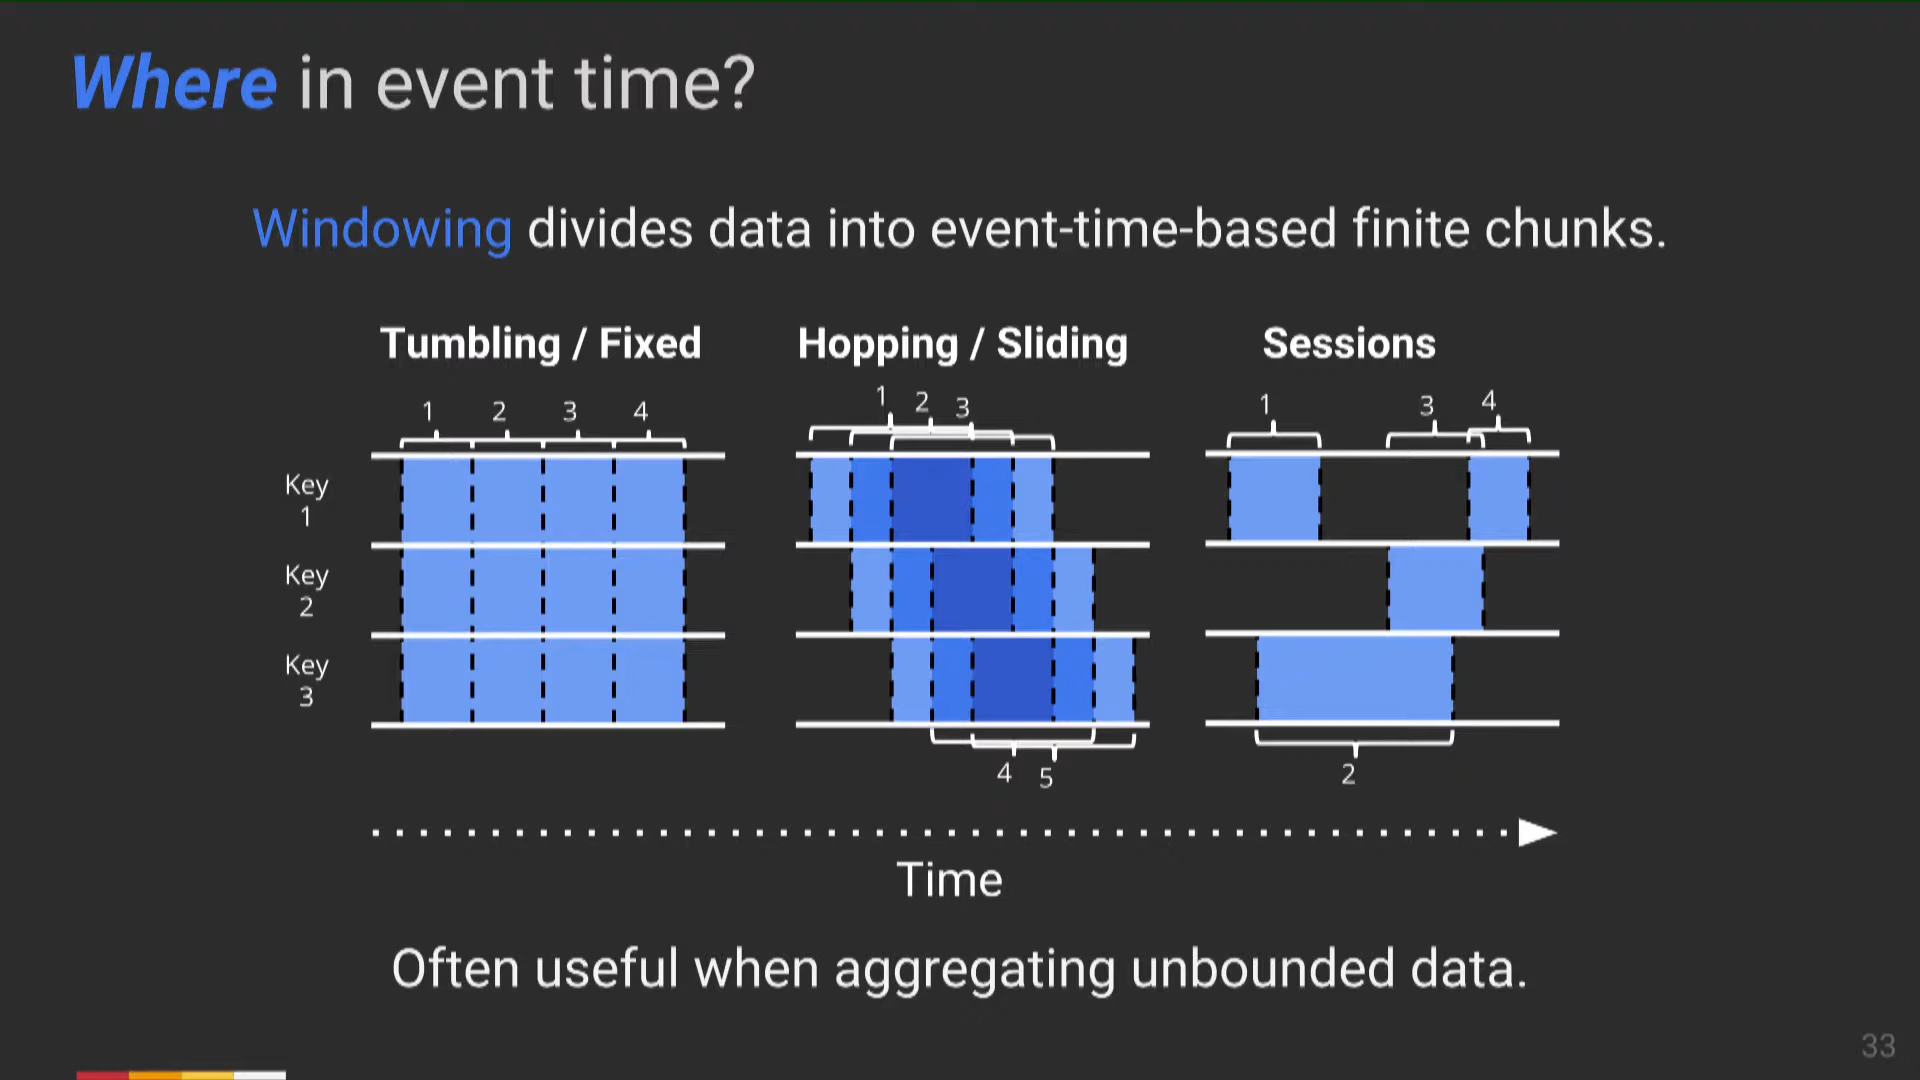 Where in event time?
Windowing divides data into event-time-based finite chunks.
Tumbling / Fixed
Hopping / Sliding
Sessions
1 2 3 4
1 2 3
1 3 4
Key
1
Key
2
Key
3
4 5
2
Time
Often useful when aggregating unbounded data.
33